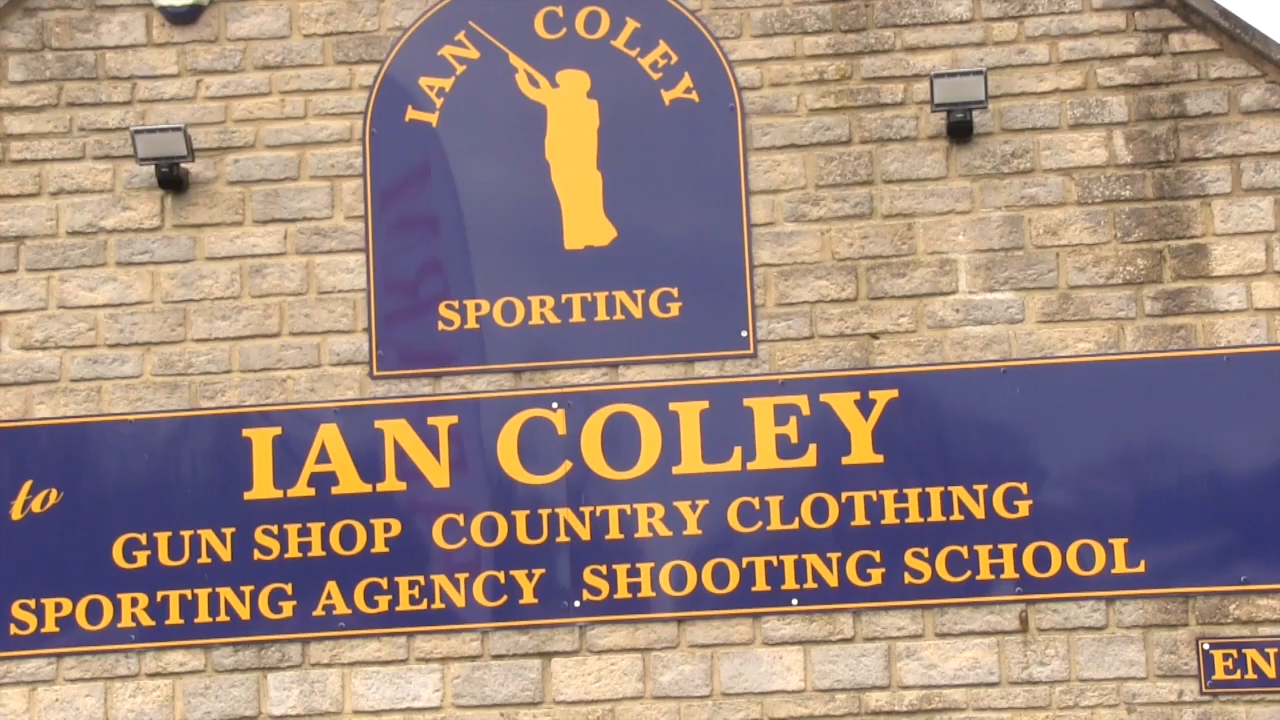 IAN COLEY
SPORTING
to
IAN COLEY
GUN SHOP COUNTRY CLOTHING
SPORTING AGENCY SHOOTING SCHOOL
EN